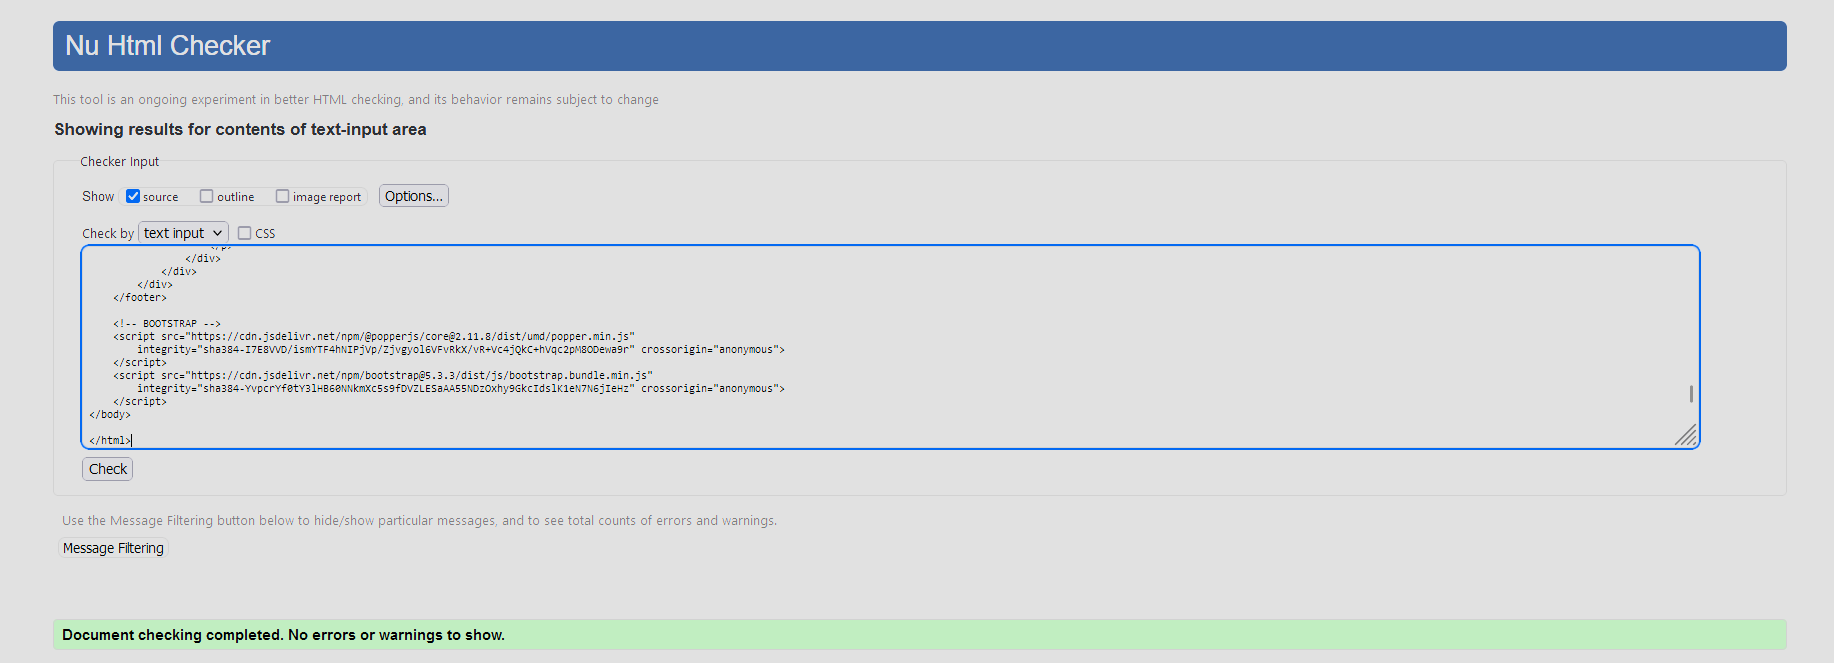 Nu Html Checker
This tool is an ongoing experiment in better HTML checking, and its behavior remains subject to change
Showing results for contents of text-input area
Checker Input
Show source outline image report Options...
Check by text input CSS
</div>
</div>
</div>
</footer>
<!-- BOOTSTRAP -->
<script src="https://cdn.jsdelivr.net/npm/@popperjs/core@2.11.8/dist/umd/popper.min.js"
integrity="sha384-I7E8VVD/ismYTF4hNIPjVp/Zjvgyol6VFvRkX/vR+Vc4jQkC+hVqc2pM8ODewa9r" crossorigin="anonymous">
</script>
<script src="https://cdn.jsdelivr.net/npm/bootstrap@5.3.3/dist/js/bootstrap.bundle.min.js"
integrity="sha384-YvpcrYf0tY3lHB60NNkmXc5s9fDVZLESaAA55NDzOxhy9GkcIdslK1eN7N6jIeHz" crossorigin="anonymous">
</script>
</body>
</html>
Check
Use the Message Filtering button below to hide/show particular messages, and to see total counts of errors and warnings.
Message Filtering
Document checking completed. No errors or warnings to show.